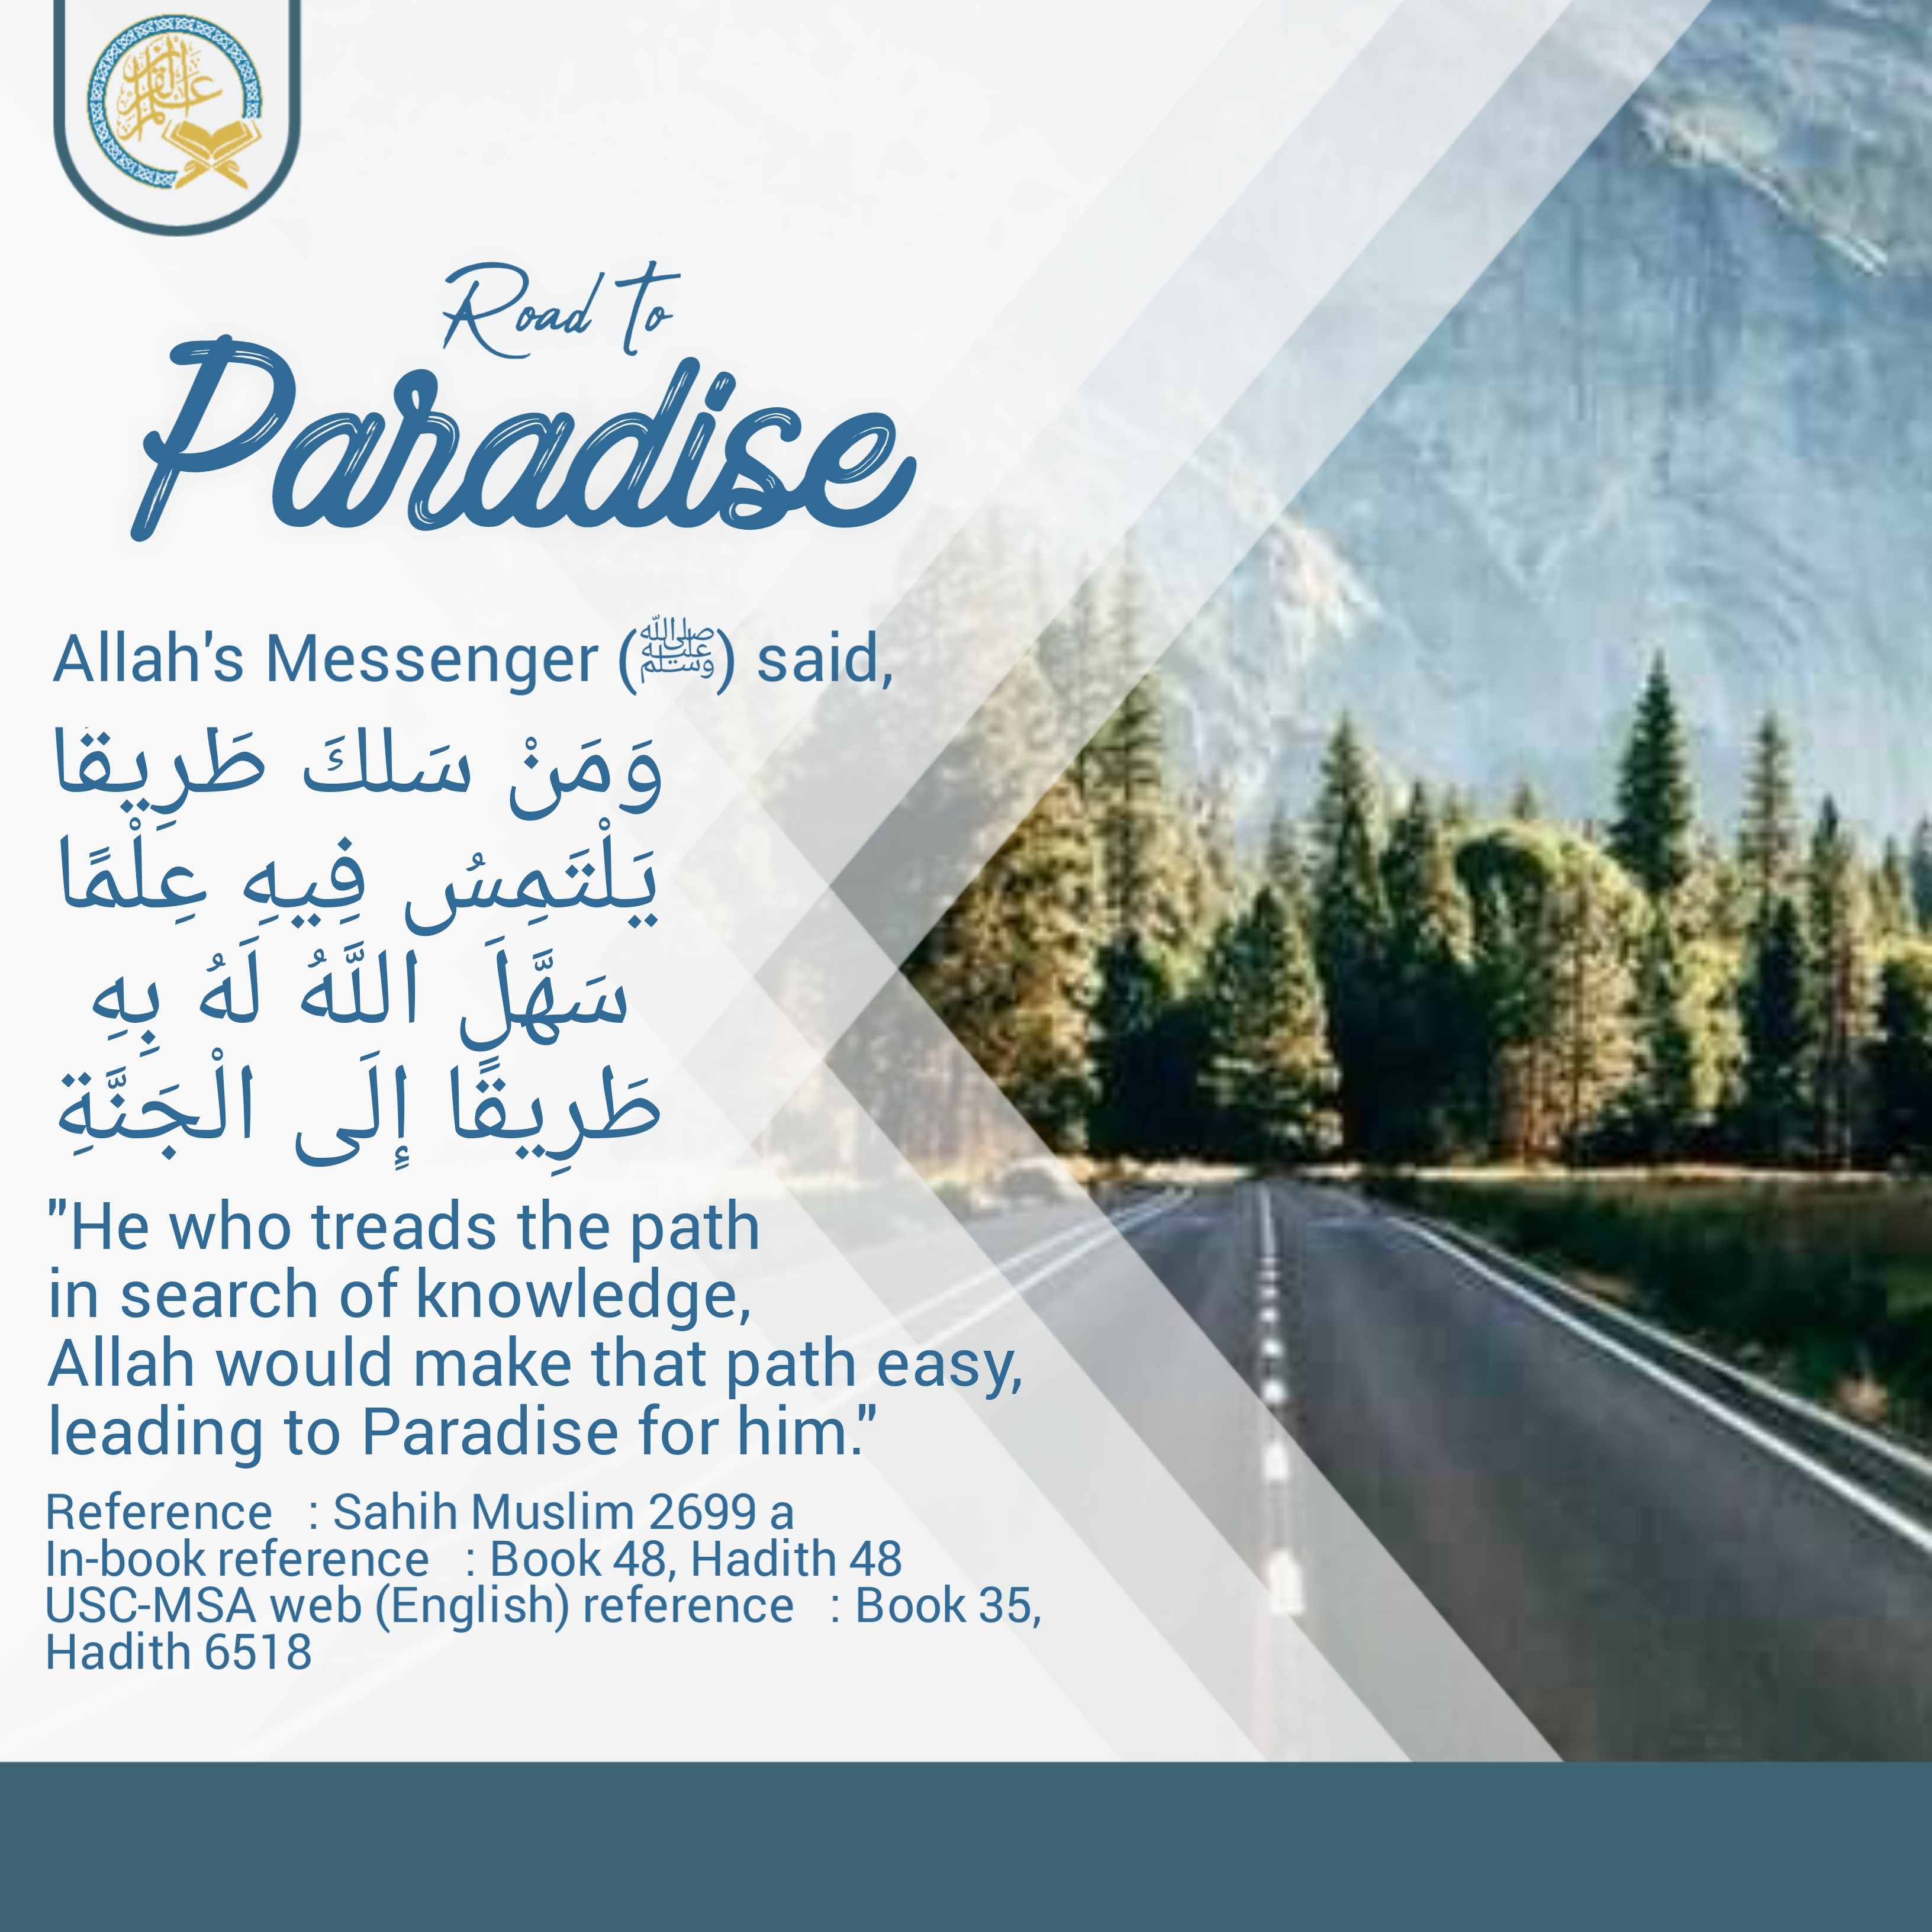 Road to
Paradise
Allah's Messenger (ﷺ) said,
وَمَنْ سَلكَ طَرِيقًا
يَلْتَمِسُ فِيهِ عِلْمًا
سَهَّلَ اللَّهُ لَهُ بِهِ
طَرِيقًا إِلَى الْجَنَّةِ
"He who treads the path
in search of knowledge,
Allah would make that path easy,
leading to Paradise for him."
Reference : Sahih Muslim 2699 a
In-book reference : Book 48, Hadith 48
USC-MSA web (English) reference : Book 35,
Hadith 6518